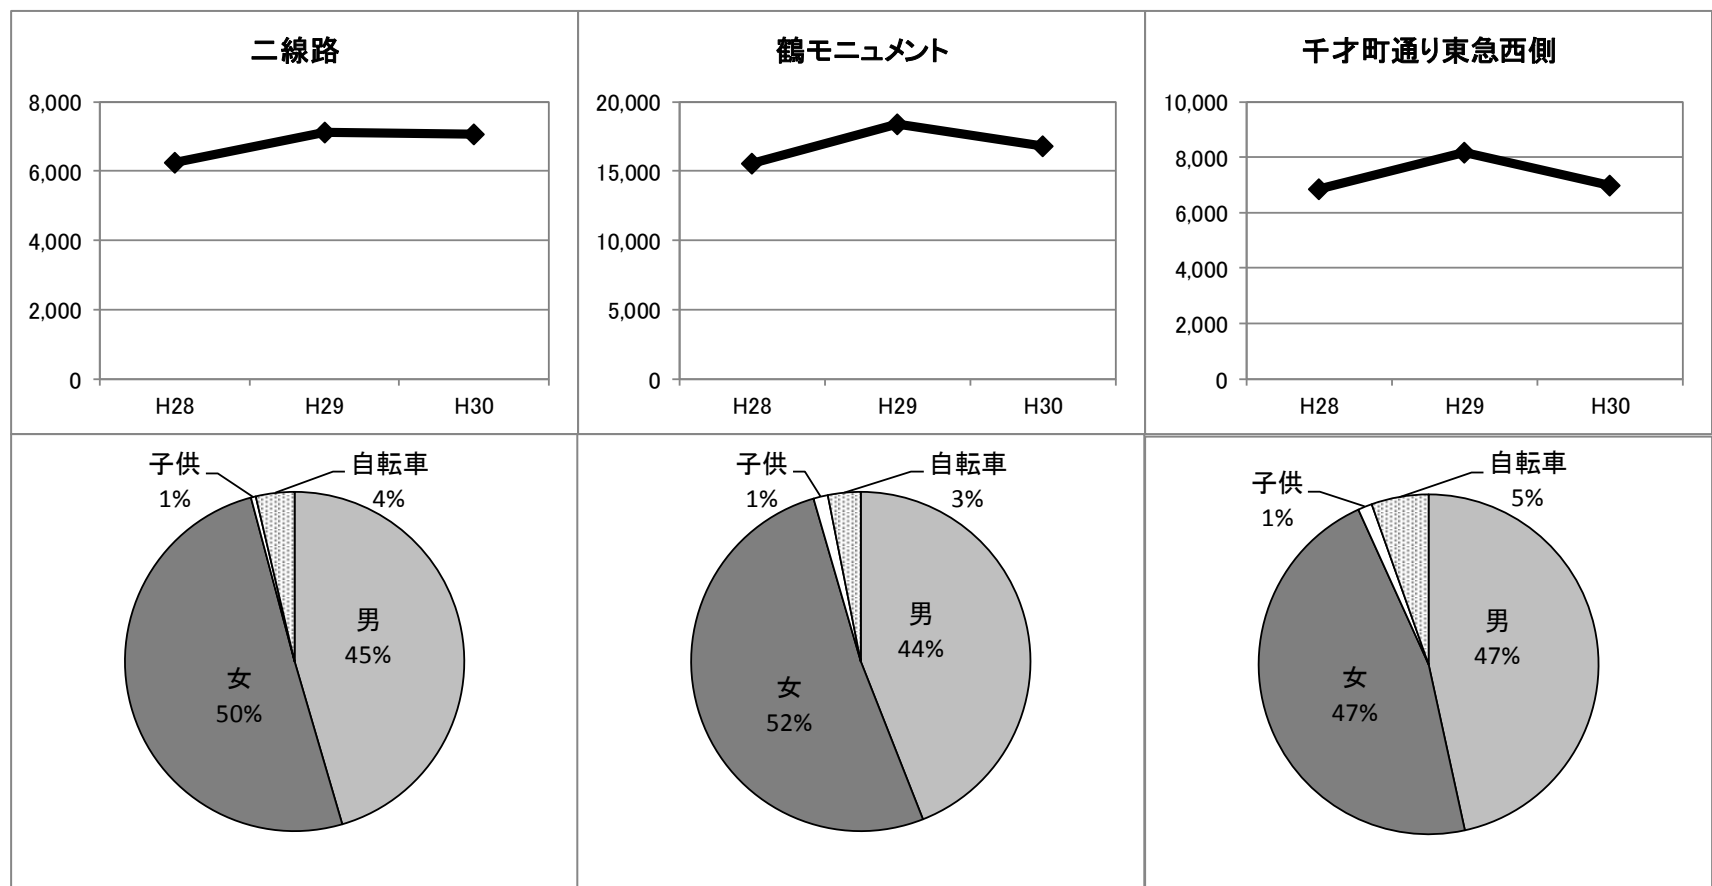 二線路
8,000
6,000
4,000
2,000
0
H28 H29 H30
鶴モニュメント
20,000
15,000
10,000
5,000
0
H28 H29 H30
千才町通り東急西側
10,000
8,000
6,000
4,000
2,000
0
H28 H29 H30
子供
1%
自転車
4%
男
45%
女
50%
子供
1%
自転車
3%
男
44%
女
52%
子供
1%
自転車
5%
男
47%
女
47%